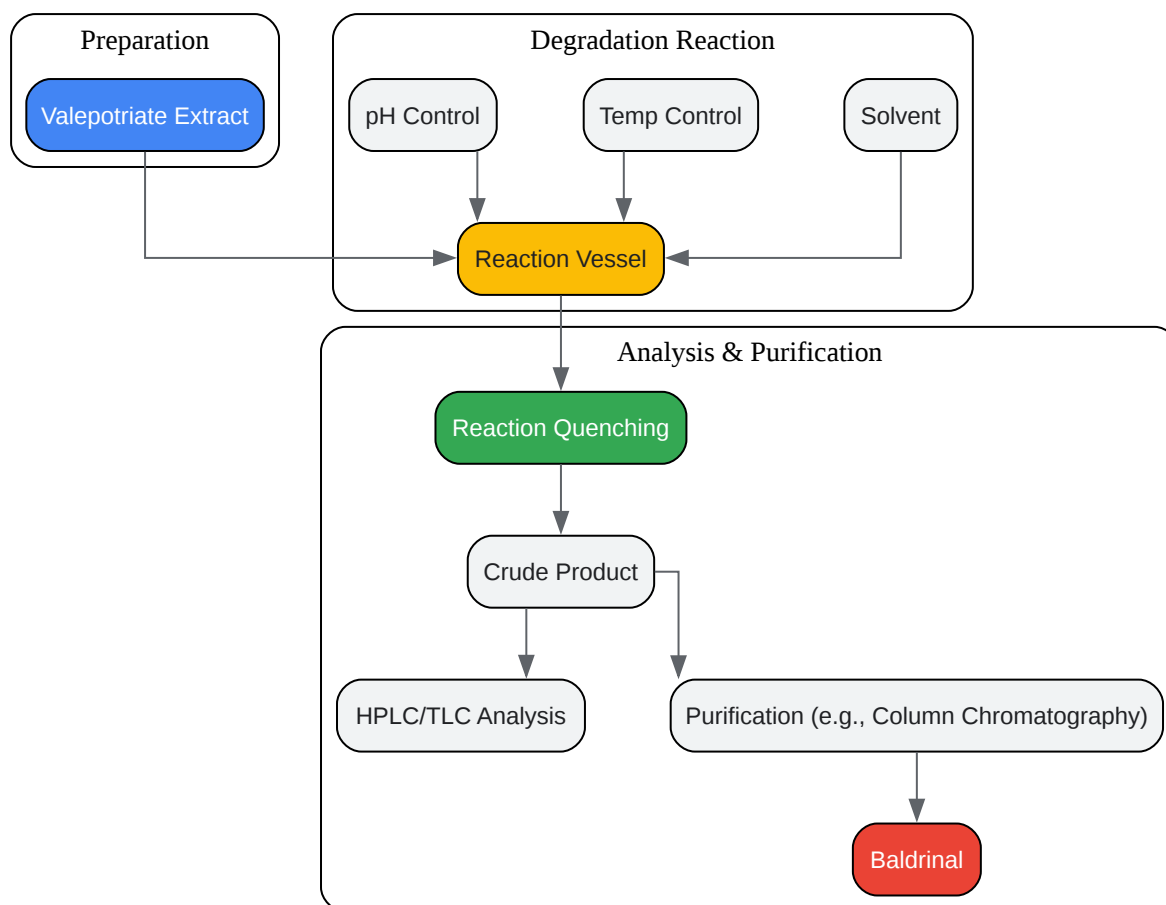 Preparation
Degradation Reaction
Valepotriate Extract
pH Control
Temp Control
Solvent
Reaction Vessel
Analysis & Purification
Reaction Quenching
Crude Product
HPLC/TLC Analysis
Purification (e.g., Column Chromatography)
Baldrinal